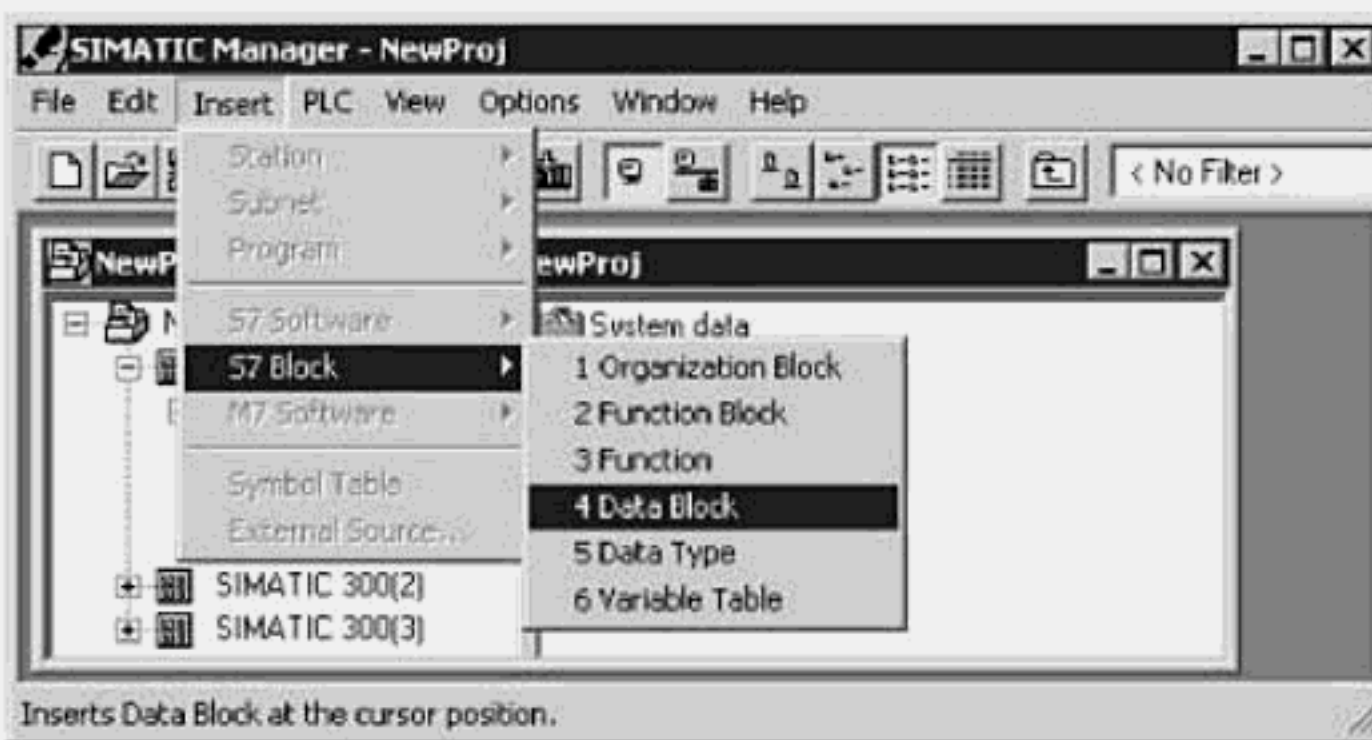 SIMATIC Manager - NewProj
File Edit Insert PLC View Options Window Help
< No Filter >
Station
Subnet
Program
S7 Software
S7 Block
M7 Software
Symbol Table
External Source...
NewP
ewProj
N
System data
1 Organization Block
2 Function Block
3 Function
4 Data Block
5 Data Type
6 Variable Table
SIMATIC 300(2)
SIMATIC 300(3)
Inserts Data Block at the cursor position.